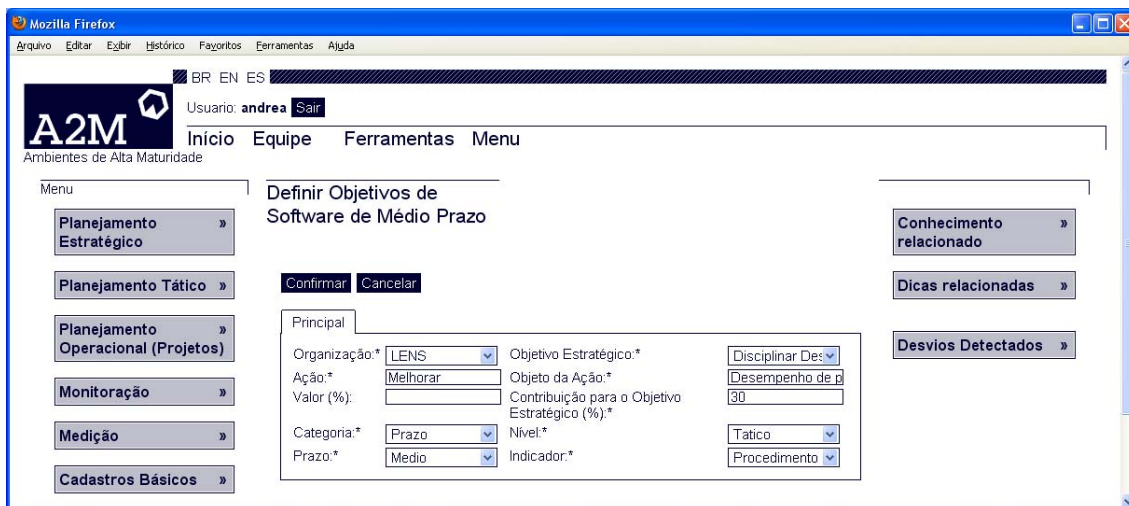 Mozilla Firefox
Arquivo Editar Exibir Histórico Favoritos Ferramentas Ajuda
BR EN ES
Usuario: andrea Sair
A2M
Início Equipe Ferramentas Menu
Ambientes de Alta Maturidade
Menu
Planejamento »
Estratégico
Planejamento Tático »
Planejamento »
Operacional (Projetos)
Monitoração »
Medição »
Cadastros Básicos »
Definir Objetivos de
Software de Médio Prazo
Confirmar Cancelar
Principal
Organização:* LENS Objetivo Estratégico:* Disciplinar Des
Ação:* Melhorar Objeto da Ação:* Desempenho de p
Valor (%): Contribuição para o Objetivo 30
Estratégico (%):*
Categoria:* Prazo Nível:* Tatico
Prazo:* Medio Indicador:* Procedimento
Conhecimento »
relacionado
Dicas relacionadas »
Desvios Detectados »